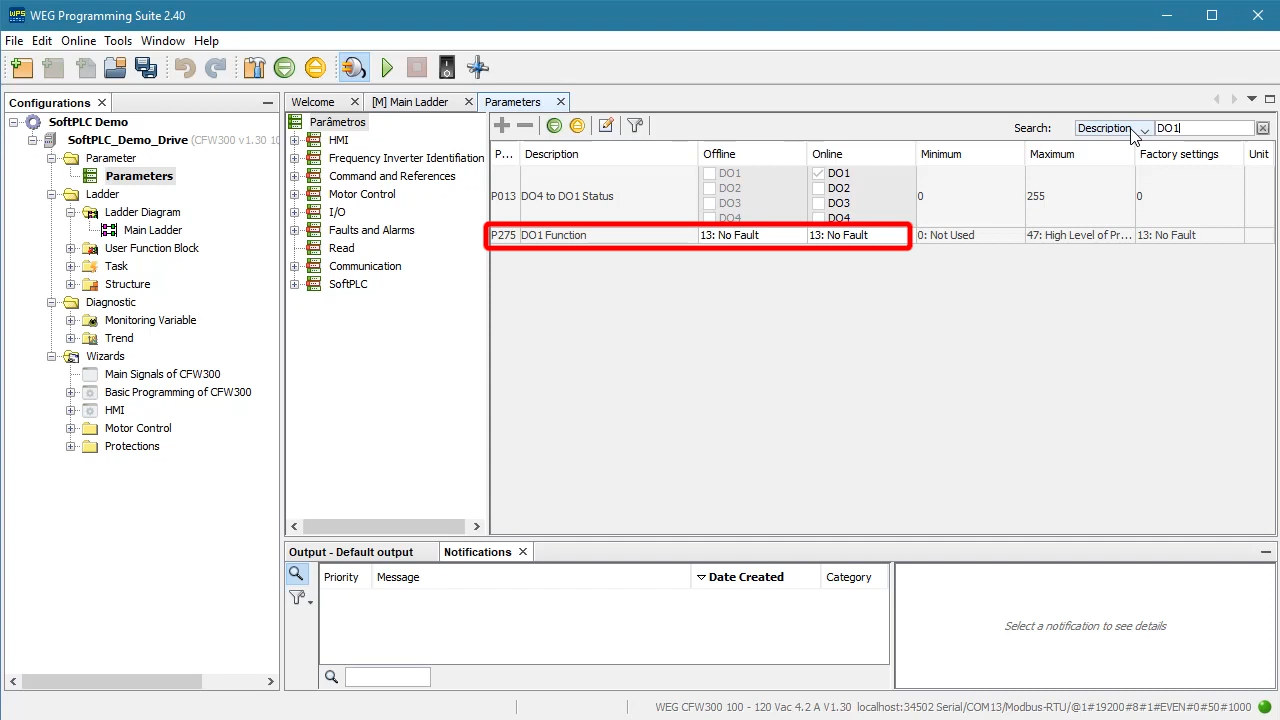 WPS WEG Programming Suite 2.40
File Edit Online Tools Window Help
Configurations
SoftPLC Demo
SoftPLC_Demo_Drive (CFW300 v1.30 10
Parameter
Parameters
Ladder
Ladder Diagram
Main Ladder
User Function Block
Task
Structure
Diagnostic
Monitoring Variable
Trend
Wizards
Main Signals of CFW300
Basic Programming of CFW300
HMI
Motor Control
Protections
Welcome [M] Main Ladder Parameters
Parâmetros
HMI
Frequency Inverter Identifiation
Command and References
Motor Control
I/O
Faults and Alarms
Read
Communication
SoftPLC
Search: Description DO1
P... Description Offline Online Minimum Maximum Factory settings Unit
P013 DO4 to DO1 Status DO1 DO2 DO3 DO4 DO1 DO2 DO3 DO4 0 255 0
P275 DO1 Function 13: No Fault 13: No Fault 0: Not Used 47: High Level of Pr... 13: No Fault
Output - Default output Notifications
Priority Message Date Created Category
Select a notification to see details
WEG CFW300 100 - 120 Vac 4.2 A V1.30 localhost:34502 Serial/COM13/Modbus-RTU/@1#19200#8#1#EVEN#0#50#1000